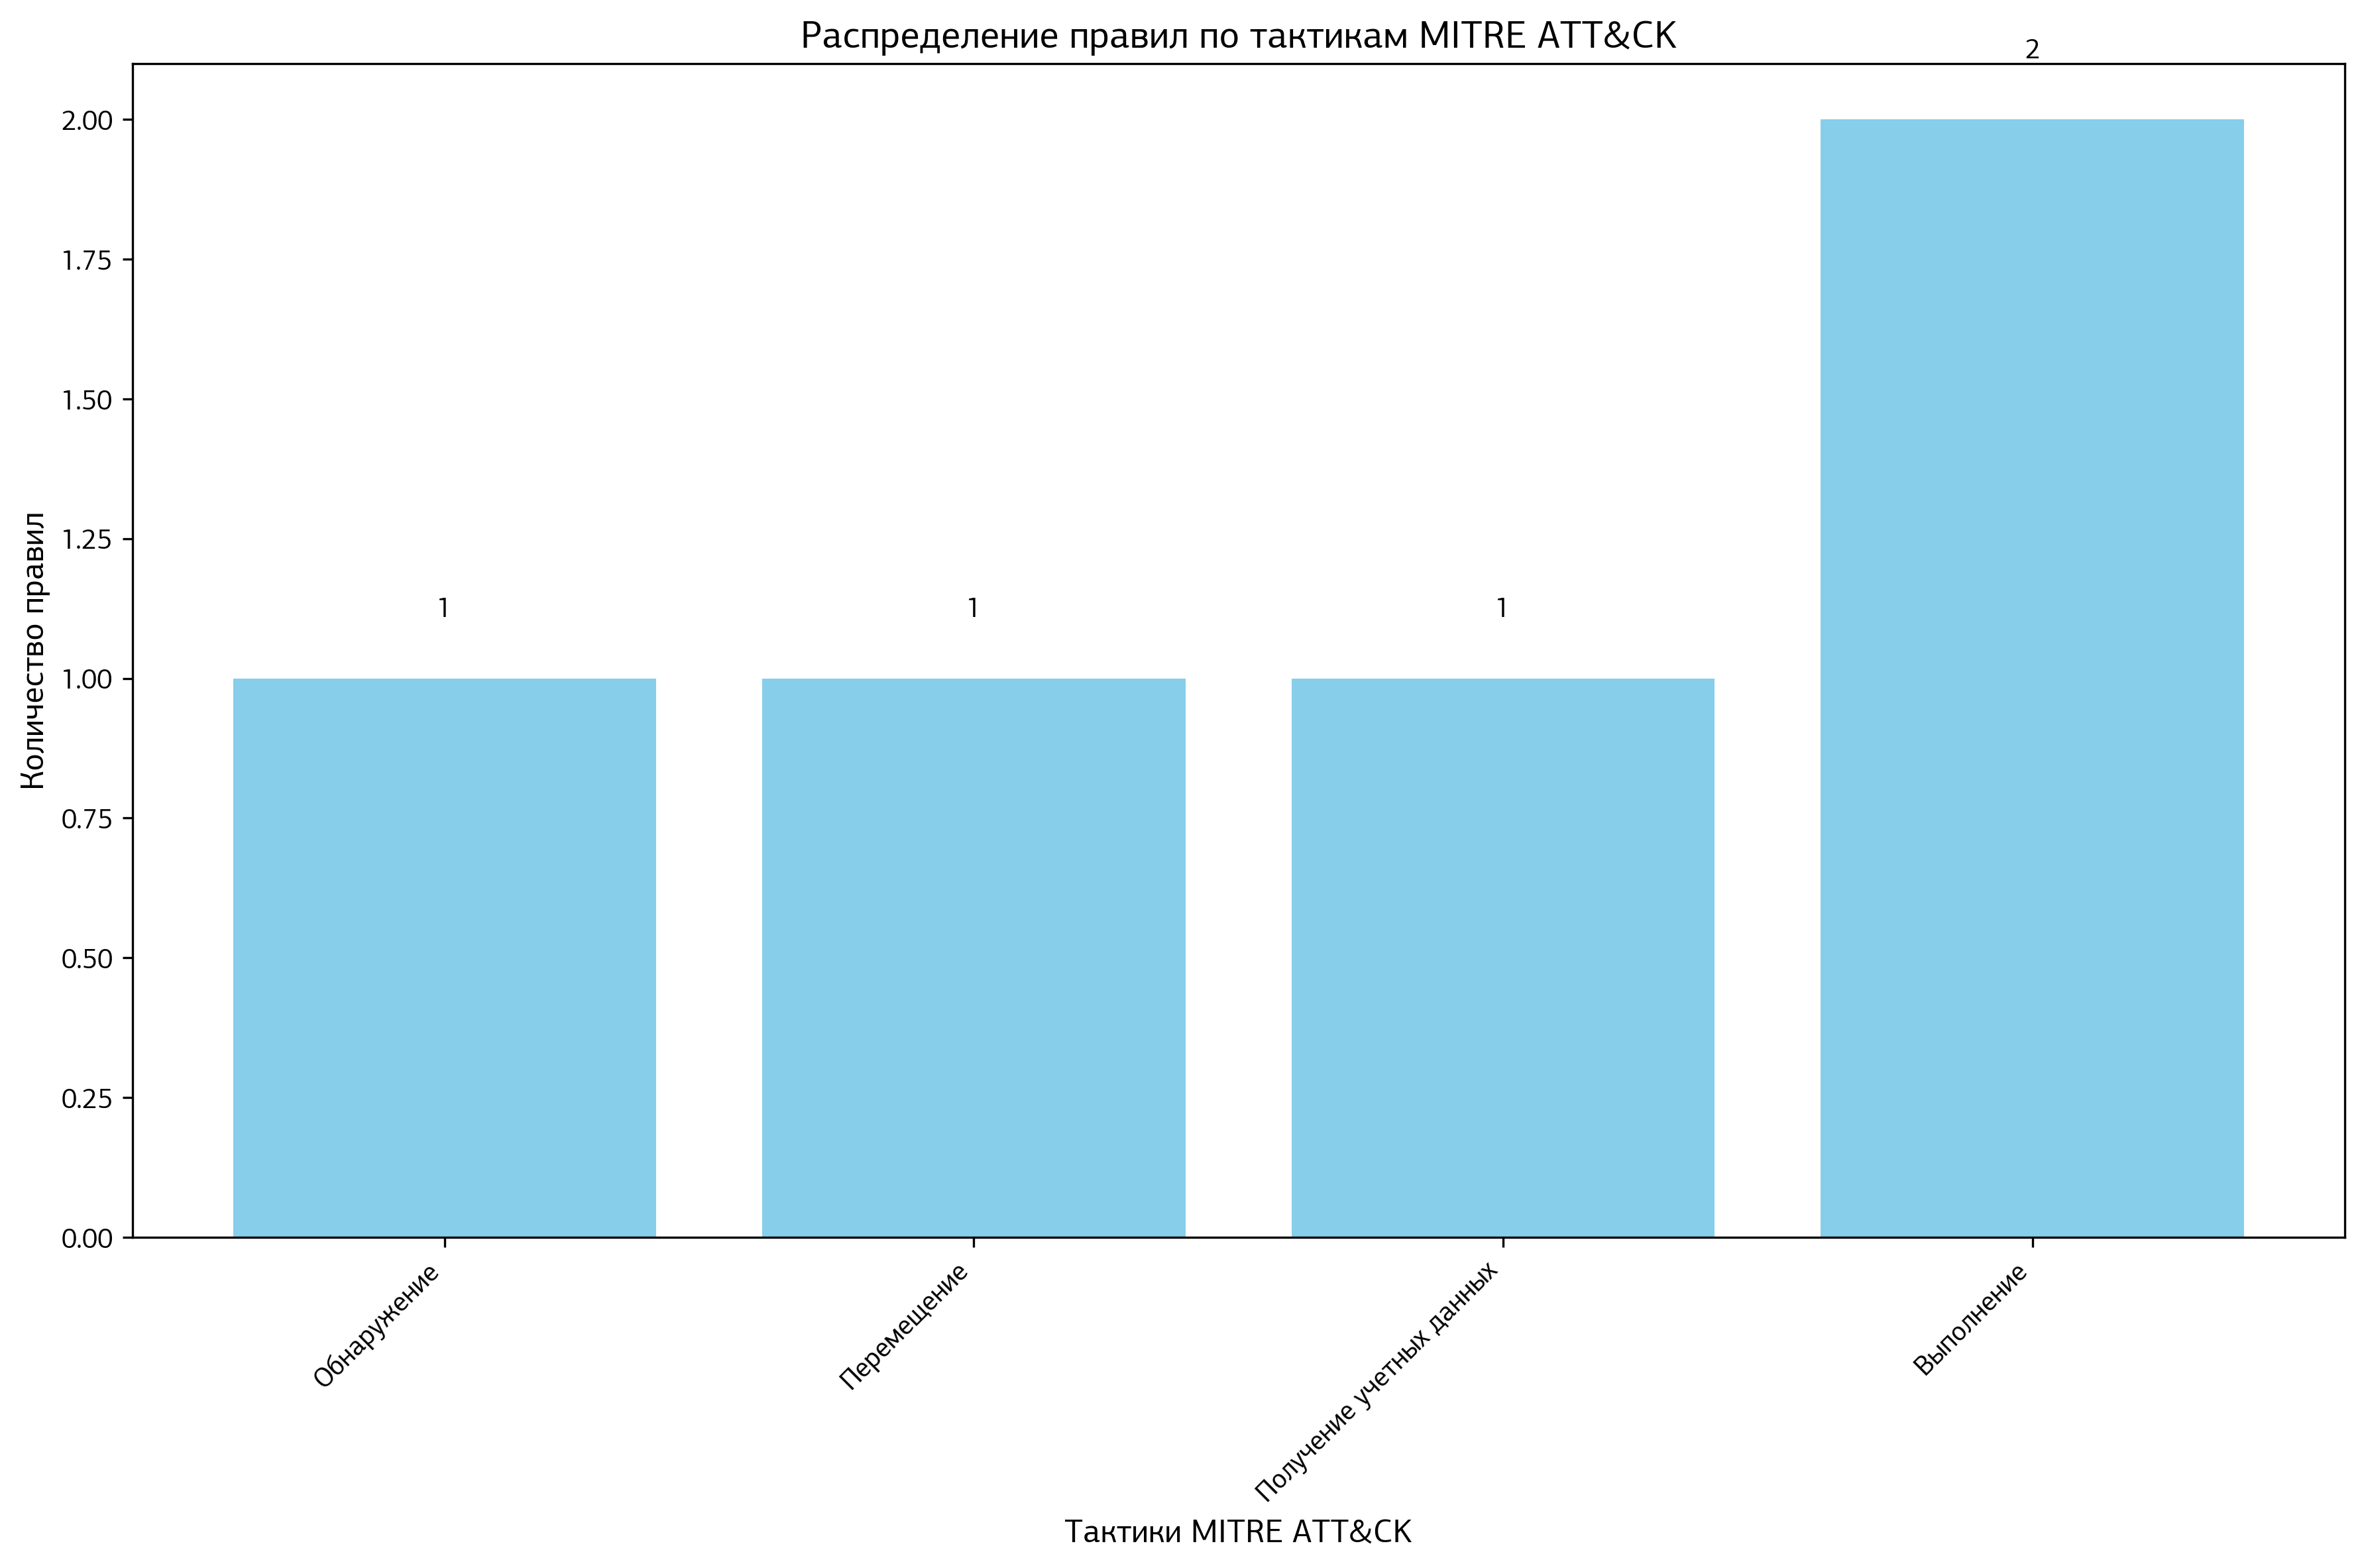 Распределение правил по тактикам MITRE ATT&CK
2
2.00
1.75
1.50
1.25
1
1
1
1.00
0.75
0.50
0.25
0.00
Количество правил
Обнаружение
Перемещение
Получение учетных данных
Выполнение
Тактики MITRE ATT&CK